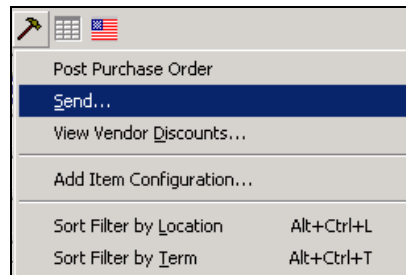 Post Purchase Order
Send...
View Vendor Discounts...
Add Item Configuration...
Sort Filter by Location Alt+Ctrl+L
Sort Filter by Term Alt+Ctrl+T